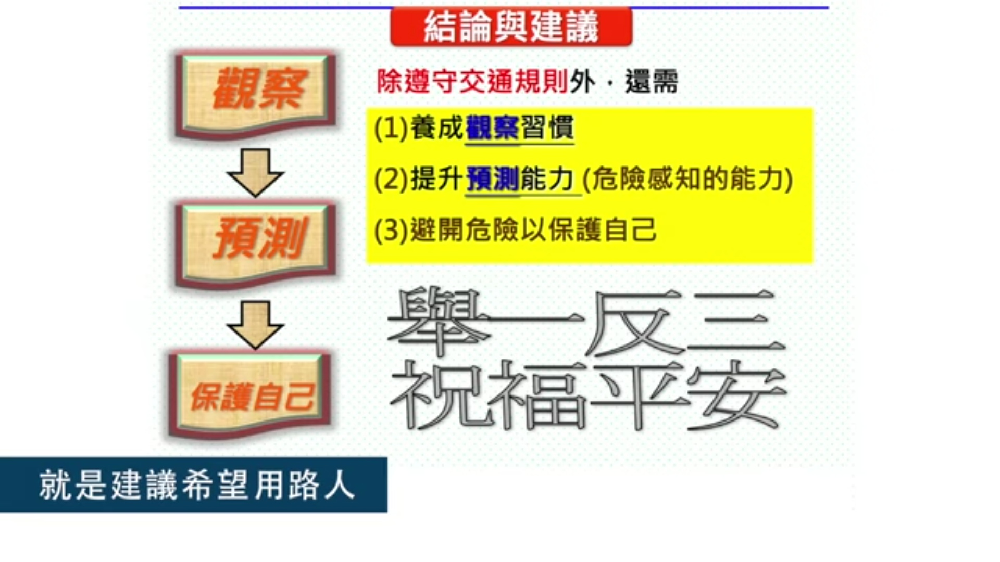 結論與建議
觀察
預測
保護自己
除遵守交通規則外，還需
(1)養成觀察習慣
(2)提升預測能力 (危險感知的能力)
(3)避開危險以保護自己
舉一反三
祝福平安
就是建議希望用路人